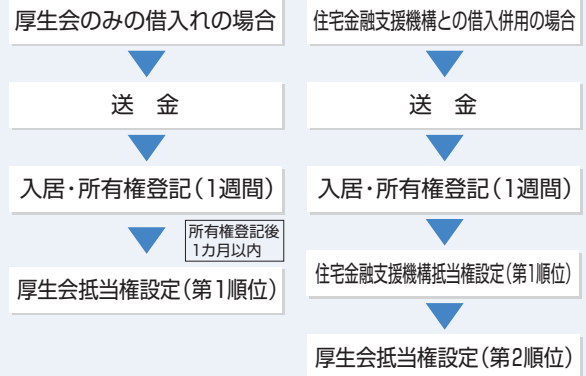 厚生会のみの借入れの場合
送　金
入居・所有権登記(1週間)
所有権登記後
1カ月以内
厚生会抵当権設定(第1順位)
住宅金融支援機構との借入併用の場合
送　金
入居・所有権登記(1週間)
住宅金融支援機構抵当権設定(第1順位)
厚生会抵当権設定(第2順位)